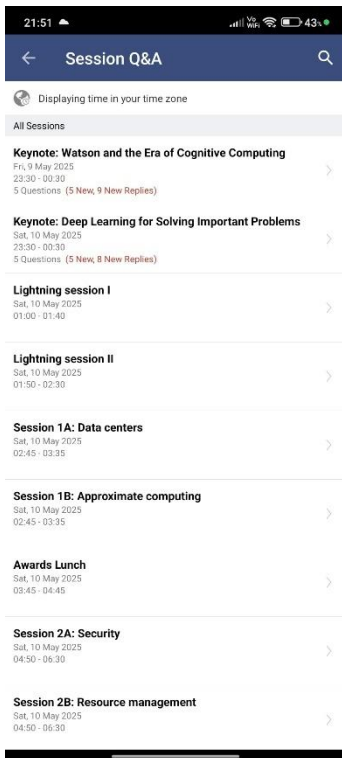 21:51
Vo
WiFi
43%
Session Q&A
Displaying time in your time zone
All Sessions
Keynote: Watson and the Era of Cognitive Computing
Fri, 9 May 2025
23:30 - 00:30
5 Questions (5 New, 9 New Replies)
Keynote: Deep Learning for Solving Important Problems
Sat, 10 May 2025
23:30 - 00:30
5 Questions (5 New, 8 New Replies)
Lightning session I
Sat, 10 May 2025
01:00 - 01:40
Lightning session II
Sat, 10 May 2025
01:50 - 02:30
Session 1A: Data centers
Sat, 10 May 2025
02:45 - 03:35
Session 1B: Approximate computing
Sat, 10 May 2025
02:45 - 03:35
Awards Lunch
Sat, 10 May 2025
03:45 - 04:45
Session 2A: Security
Sat, 10 May 2025
04:50 - 06:30
Session 2B: Resource management
Sat, 10 May 2025
04:50 - 06:30